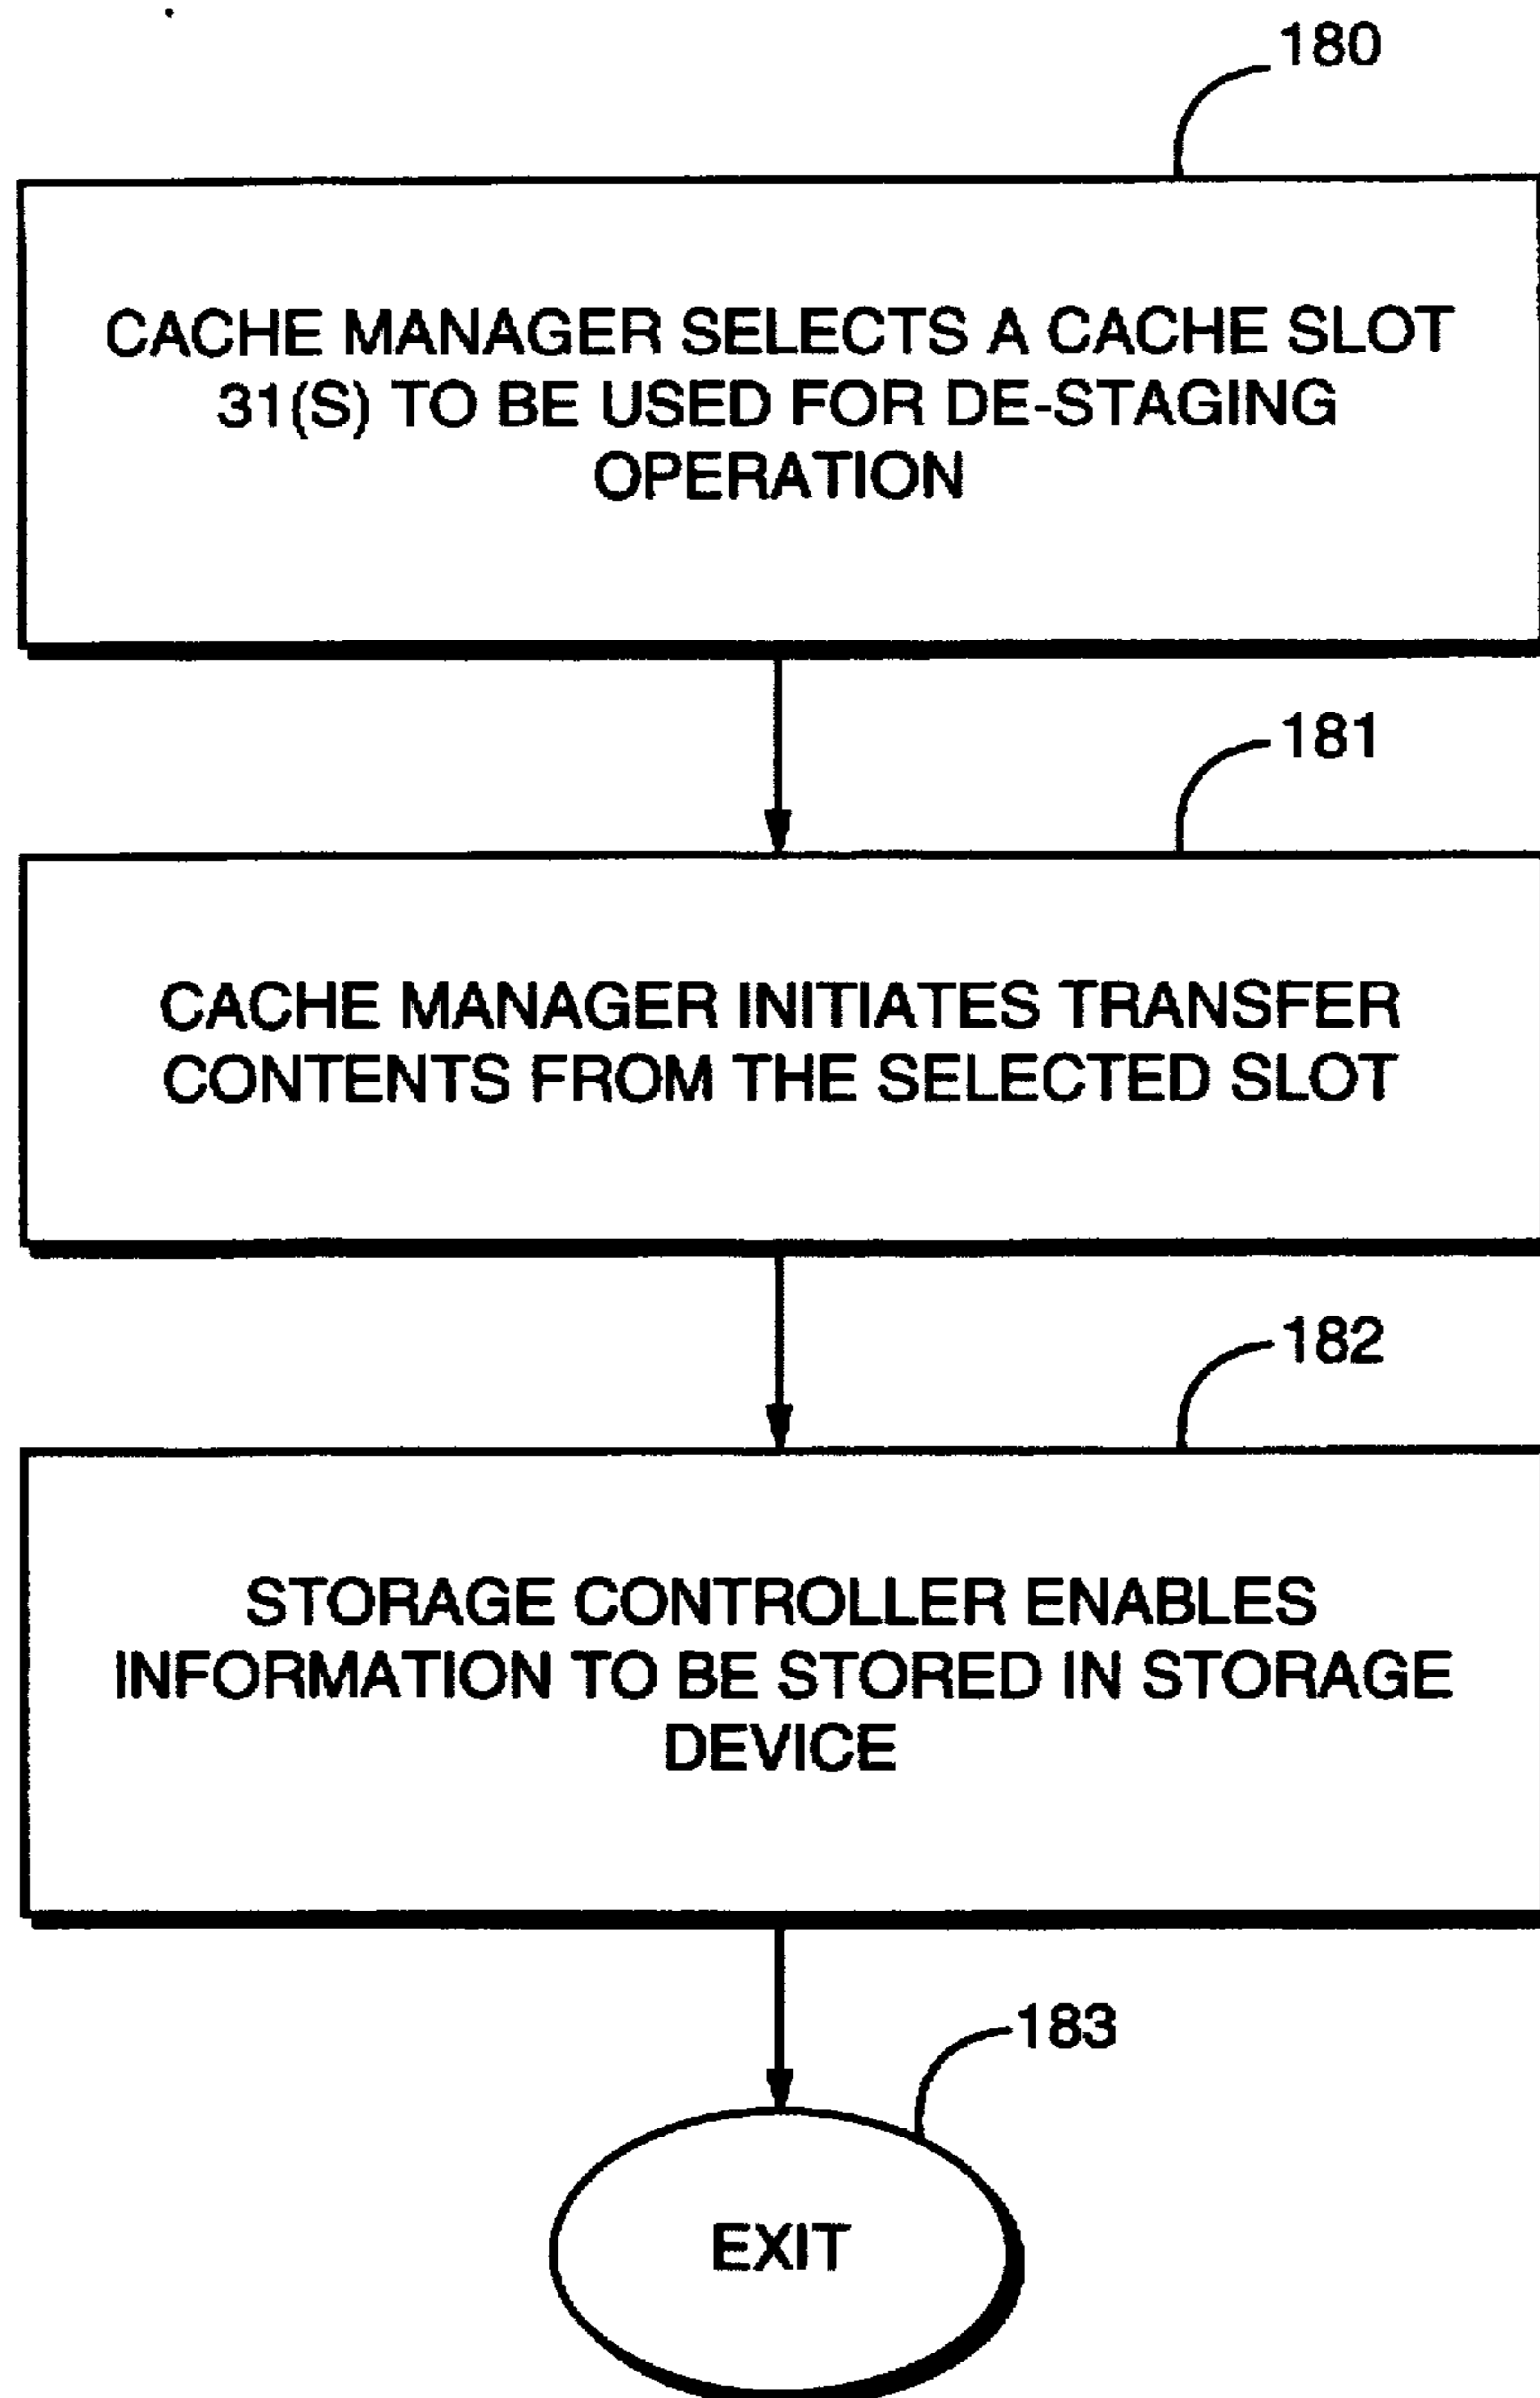 180
CACHE MANAGER SELECTS A CACHE SLOT
31(S) TO BE USED FOR DE-STAGING
OPERATION
181
CACHE MANAGER INITIATES TRANSFER
CONTENTS FROM THE SELECTED SLOT
182
STORAGE CONTROLLER ENABLES
INFORMATION TO BE STORED IN STORAGE
DEVICE
183
EXIT